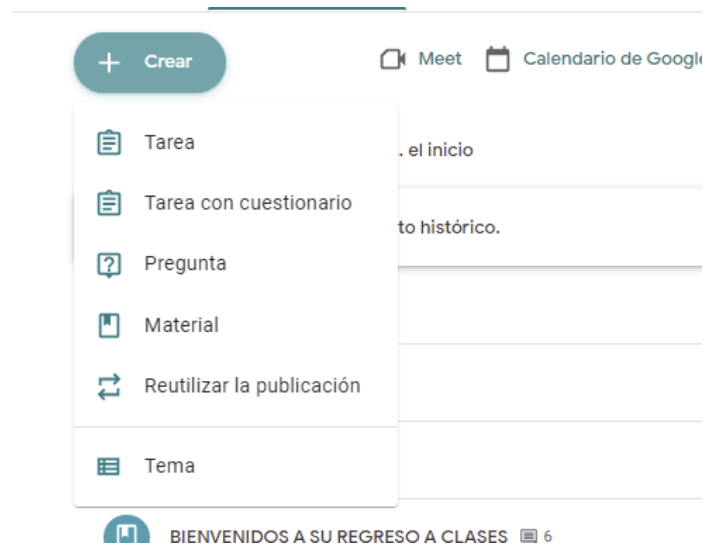 Crear
Meet
Calendario de Google
Tarea
. el inicio
Tarea con cuestionario
to histórico.
Pregunta
Material
Reutilizar la publicación
Tema
BIENVENIDOS A SU REGRESO A CLASES 6